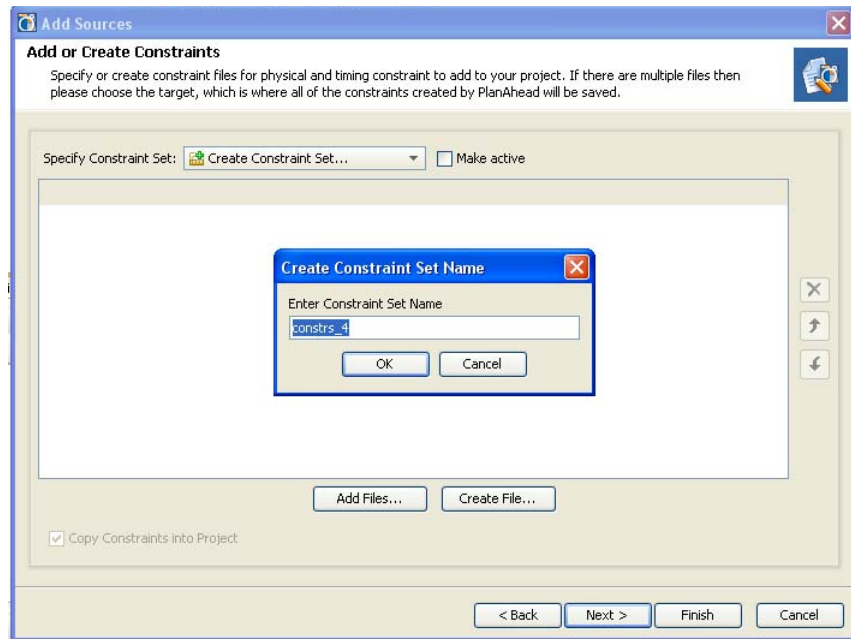 Add Sources
Add or Create Constraints
Specify or create constraint files for physical and timing constraint to add to your project. If there are multiple files then
please choose the target, which is where all of the constraints created by PlanAhead will be saved.
Specify Constraint Set: Create Constraint Set... Make active
Create Constraint Set Name
Enter Constraint Set Name
constrs_4
OK Cancel
Add Files... Create File...
Copy Constraints into Project
< Back Next > Finish Cancel